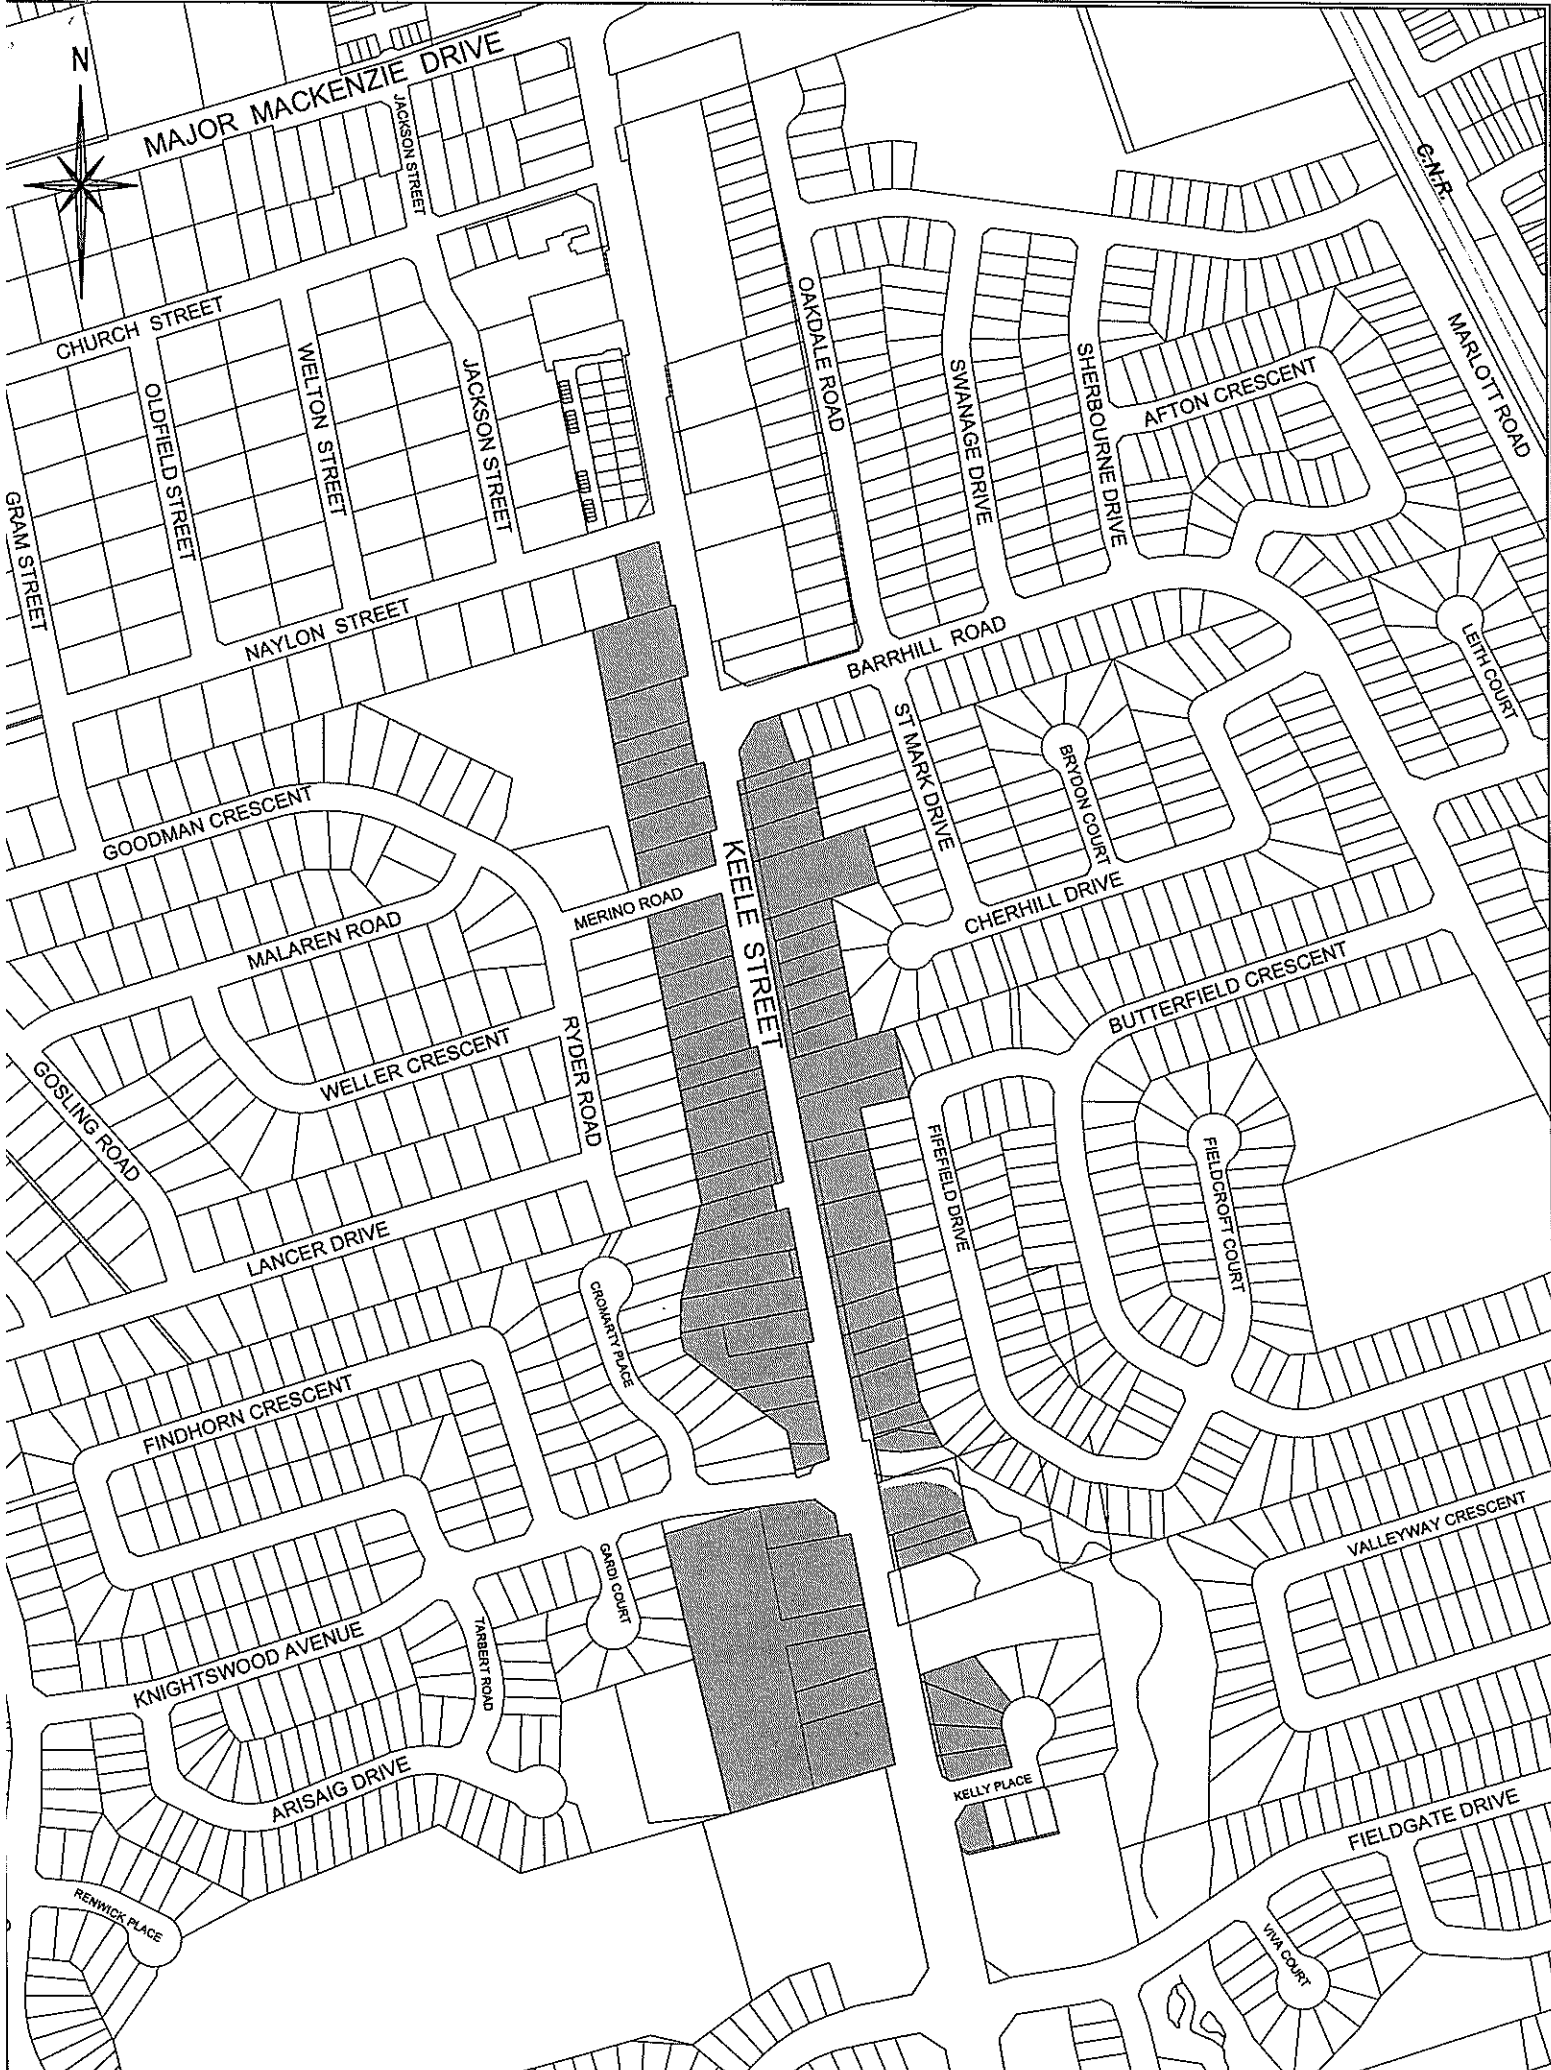 N
MAJOR MACKENZIE DRIVE
JACKSON STREET
C.N.R.
CHURCH STREET
OAKDALE ROAD
MARLOTT ROAD
WELTON STREET
JACKSON STREET
SWANAGE DRIVE
SHERBOURNE DRIVE
AFTON CRESCENT
OLDFIELD STREET
GRAM STREET
NAYLON STREET
BARRHILL ROAD
LEITH COURT
ST MARK DRIVE
BRYDON COURT
GOODMAN CRESCENT
KEELE STREET
MERINO ROAD
CHERHILL DRIVE
MALAREN ROAD
BUTTERFIELD CRESCENT
RYDER ROAD
WELLER CRESCENT
GOSLING ROAD
FIFEFIELD DRIVE
FIELDCROFT COURT
LANCER DRIVE
CROMARTY PLACE
FINDHORN CRESCENT
VALLEYWAY CRESCENT
GARDI COURT
TARBERT ROAD
KNIGHTSWOOD AVENUE
ARISAIG DRIVE
KELLY PLACE
FIELDGATE DRIVE
RENWICK PLACE
VIVA COURT